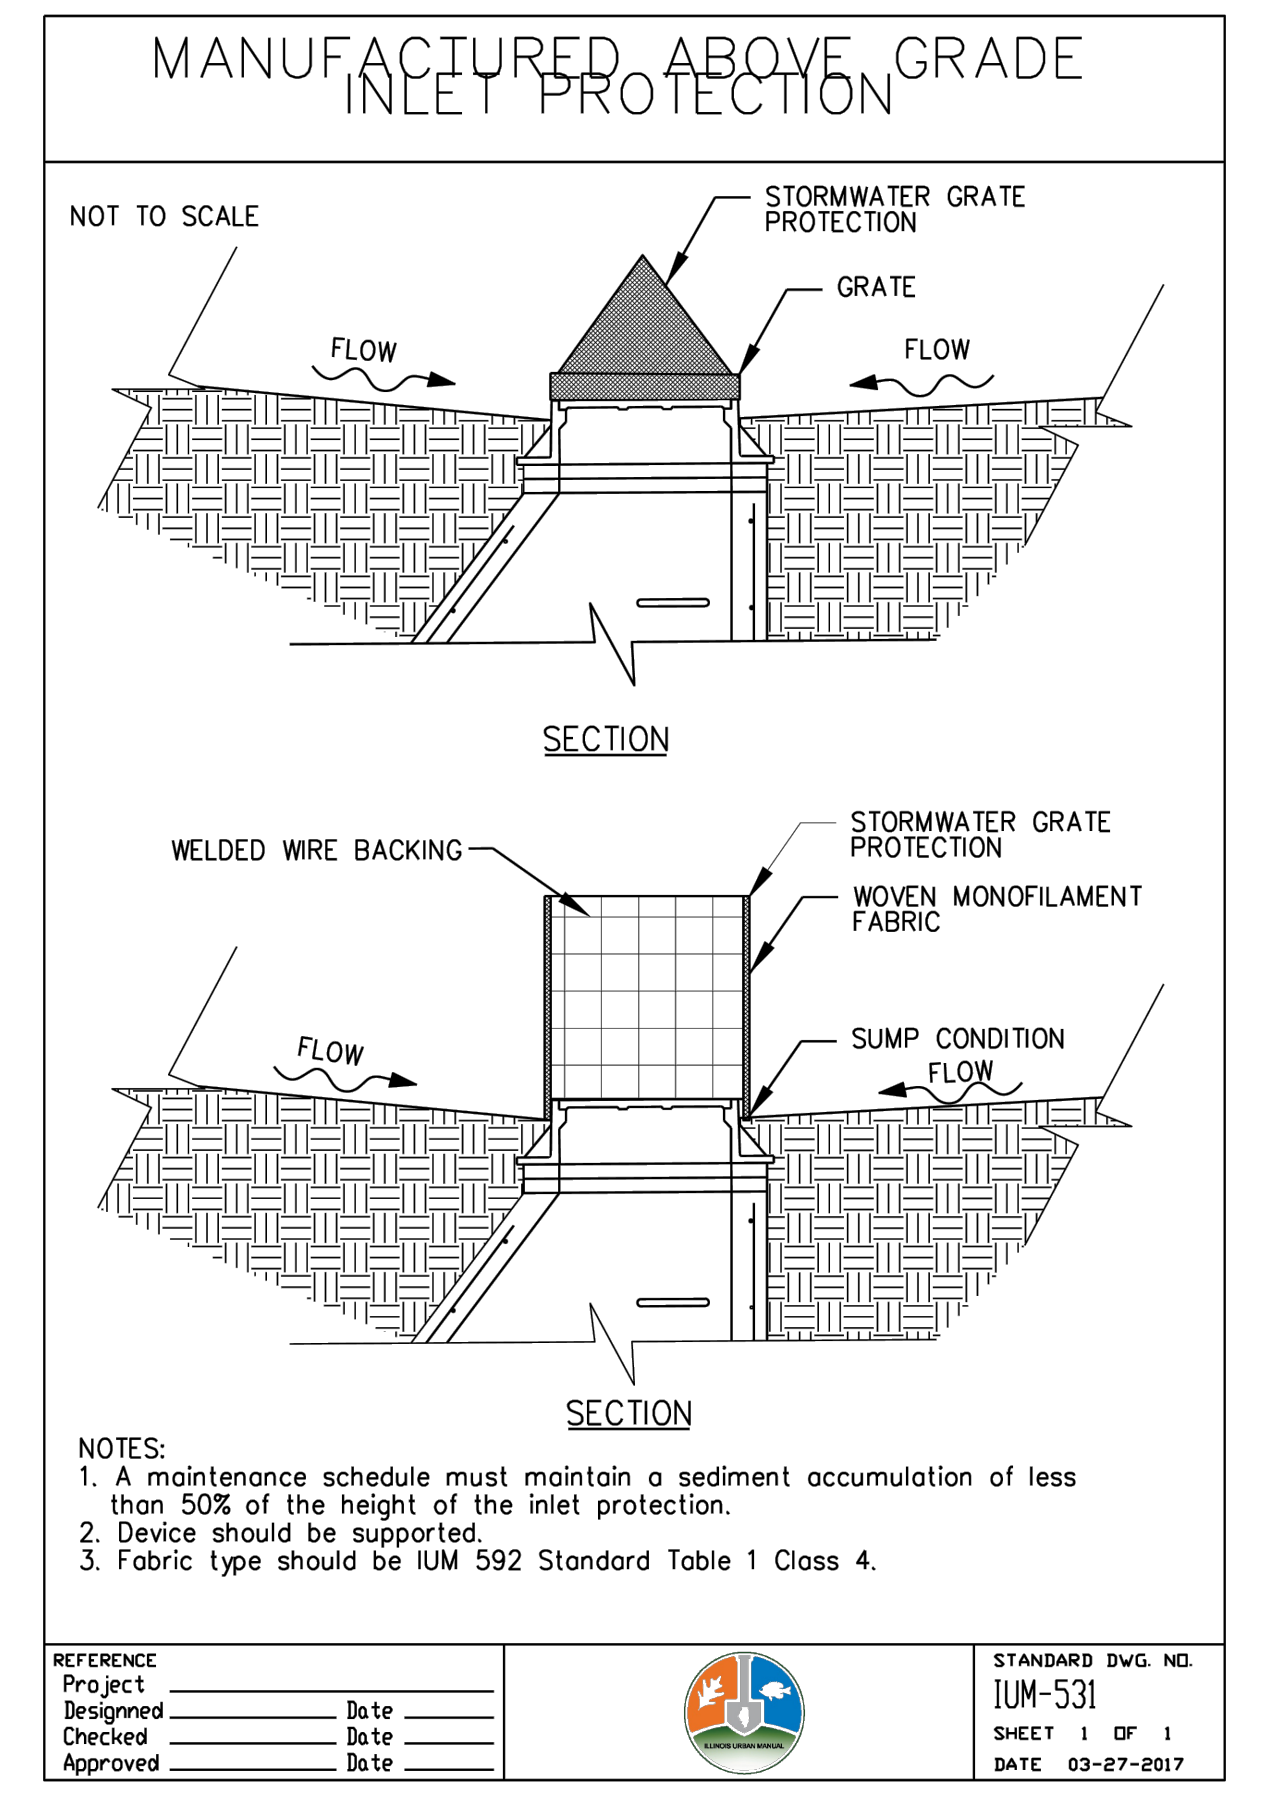 MANUFACTURED ABOVE GRADE
INLET PROTECTION
NOT TO SCALE
STORMWATER GRATE
PROTECTION
GRATE
FLOW
FLOW
SECTION
STORMWATER GRATE
PROTECTION
WELDED WIRE BACKING
WOVEN MONOFILAMENT
FABRIC
SUMP CONDITION
FLOW
FLOW
SECTION
NOTES:
1. A maintenance schedule must maintain a sediment accumulation of less
than 50% of the height of the inlet protection.
2. Device should be supported.
3. Fabric type should be IUM 592 Standard Table 1 Class 4.
REFERENCE
Project
Designned Date
Checked Date
Approved Date
ILLINOIS URBAN MANUAL
STANDARD DWG. NO.
IUM-531
SHEET 1 OF 1
DATE 03-27-2017